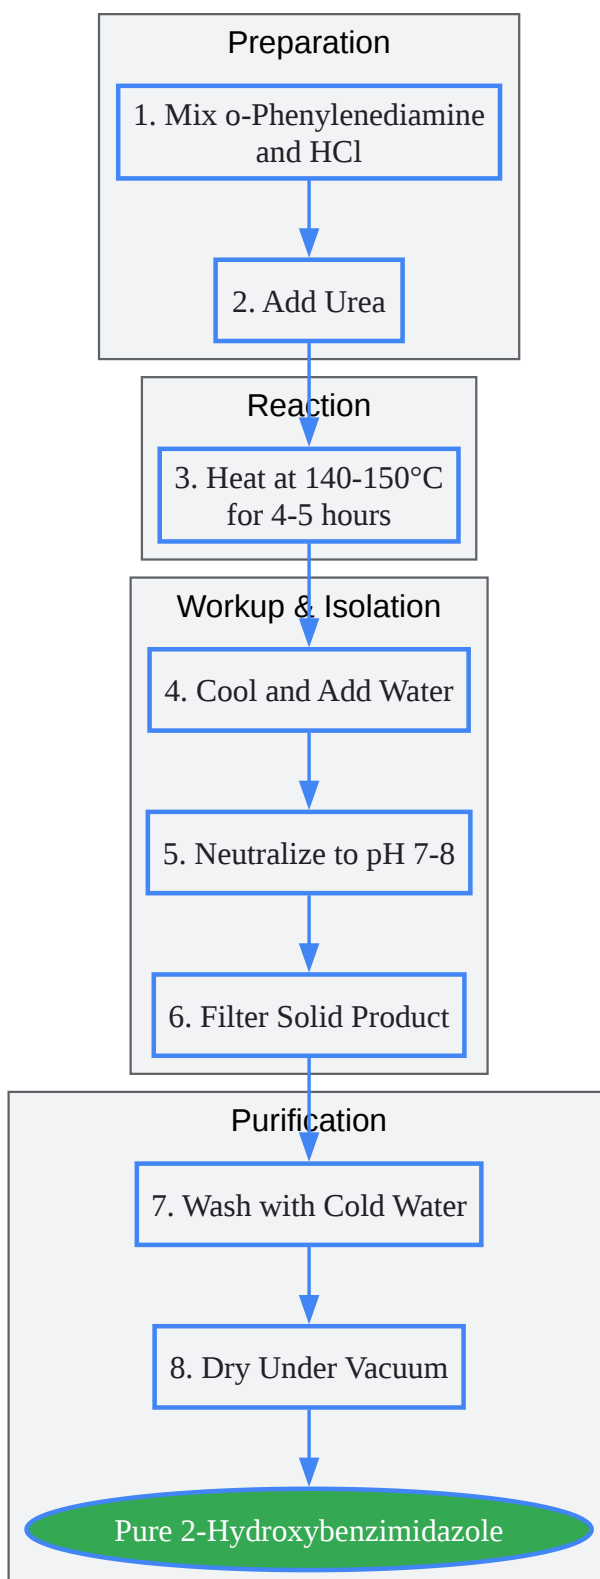 Preparation
1. Mix o-Phenylenediamine
and HCl
2. Add Urea
Reaction
3. Heat at 140-150°C
for 4-5 hours
Workup & Isolation
4. Cool and Add Water
5. Neutralize to pH 7-8
6. Filter Solid Product
Purification
7. Wash with Cold Water
8. Dry Under Vacuum
Pure 2-Hydroxybenzimidazole